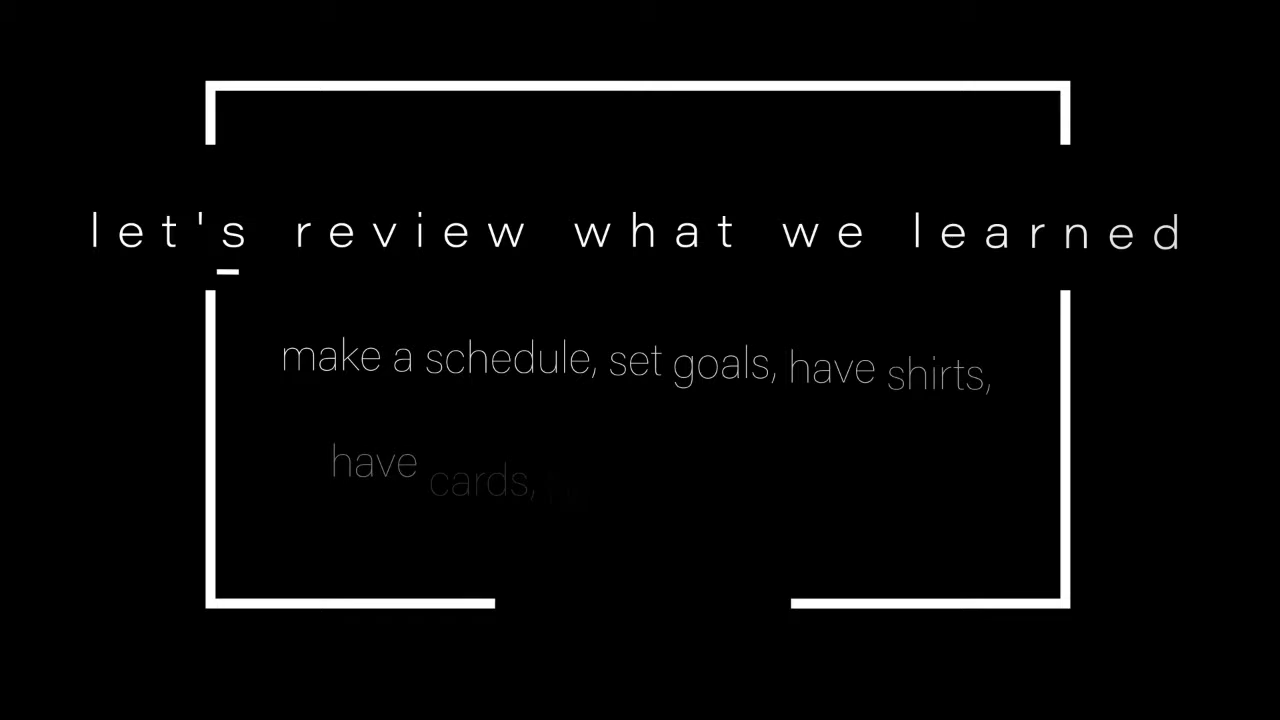 let's review what we learned
make a schedule, set goals, have shirts,
have cards,